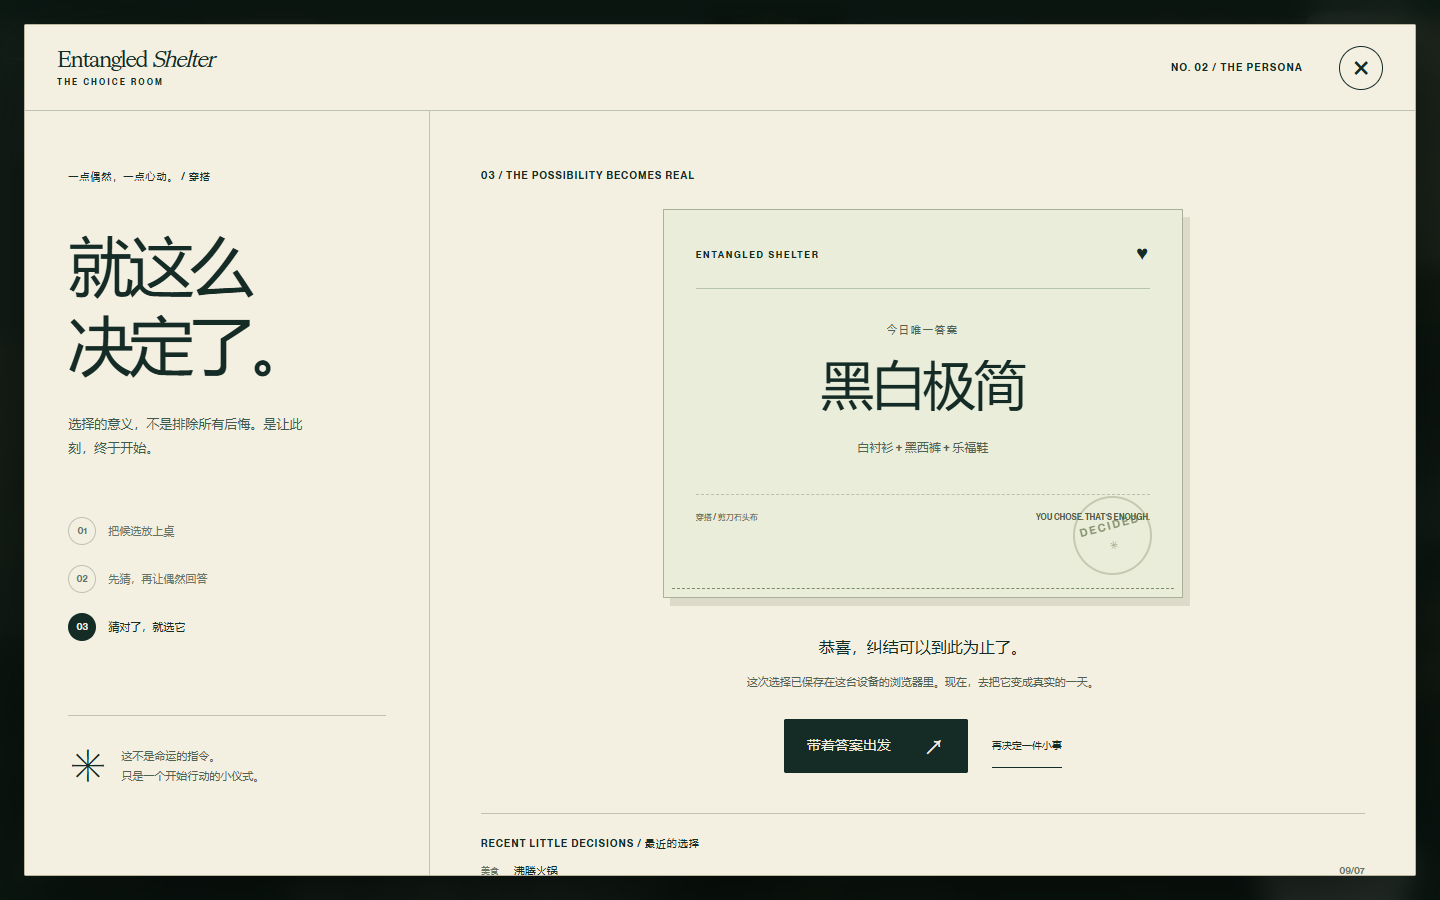 Entangled Shelter
THE CHOICE ROOM
NO. 02 / THE PERSONA
一点偶然，一点心动。 / 穿搭
就这么
决定了。
选择的意义，不是排除所有后悔。是让此
刻，终于开始。
01 把候选放上桌
02 先猜，再让偶然回答
03 猜对了，就选它
这不是命运的指令。
只是一个开始行动的小仪式。
03 / THE POSSIBILITY BECOMES REAL
ENTANGLED SHELTER ♥
今日唯一答案
黑白极简
白衬衫 + 黑西裤 + 乐福鞋
穿搭 / 剪刀石头布
YOU CHOSE. THAT'S ENOUGH.
DECIDED
恭喜，纠结可以到此为止了。
这次选择已保存在这台设备的浏览器里。现在，去把它变成真实的一天。
带着答案出发 ↗
再决定一件小事
RECENT LITTLE DECISIONS / 最近的选择
美食 沸腾火锅 09/07